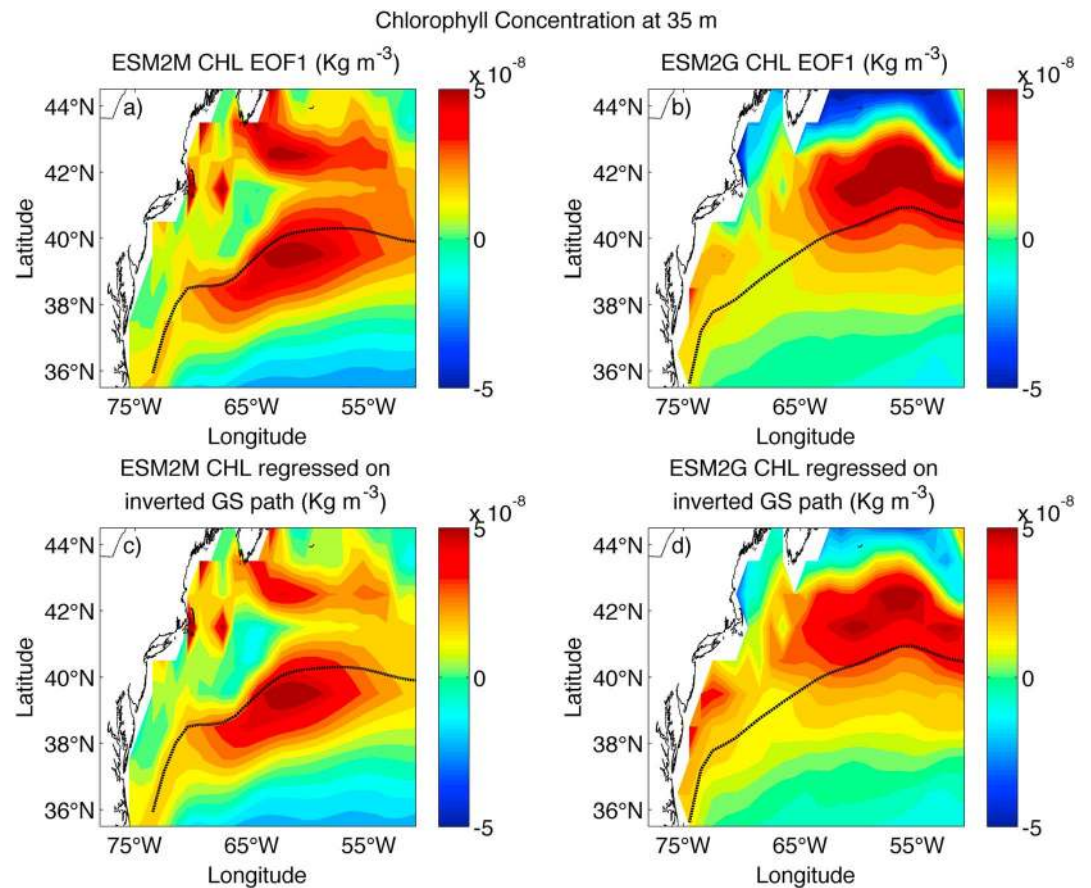 Chlorophyll Concentration at 35 m
ESM2M CHL EOF1 (Kg m⁻³)
x 10⁻⁸
a)
44°N
42°N
40°N
38°N
36°N
Latitude
75°W 65°W 55°W
Longitude
5
0
-5
ESM2G CHL EOF1 (Kg m⁻³)
x 10⁻⁸
b)
44°N
42°N
40°N
38°N
36°N
Latitude
75°W 65°W 55°W
Longitude
5
0
-5
ESM2M CHL regressed on
inverted GS path (Kg m⁻³)
x 10⁻⁸
c)
44°N
42°N
40°N
38°N
36°N
Latitude
75°W 65°W 55°W
Longitude
5
0
-5
ESM2G CHL regressed on
inverted GS path (Kg m⁻³)
x 10⁻⁸
d)
44°N
42°N
40°N
38°N
36°N
Latitude
75°W 65°W 55°W
Longitude
5
0
-5